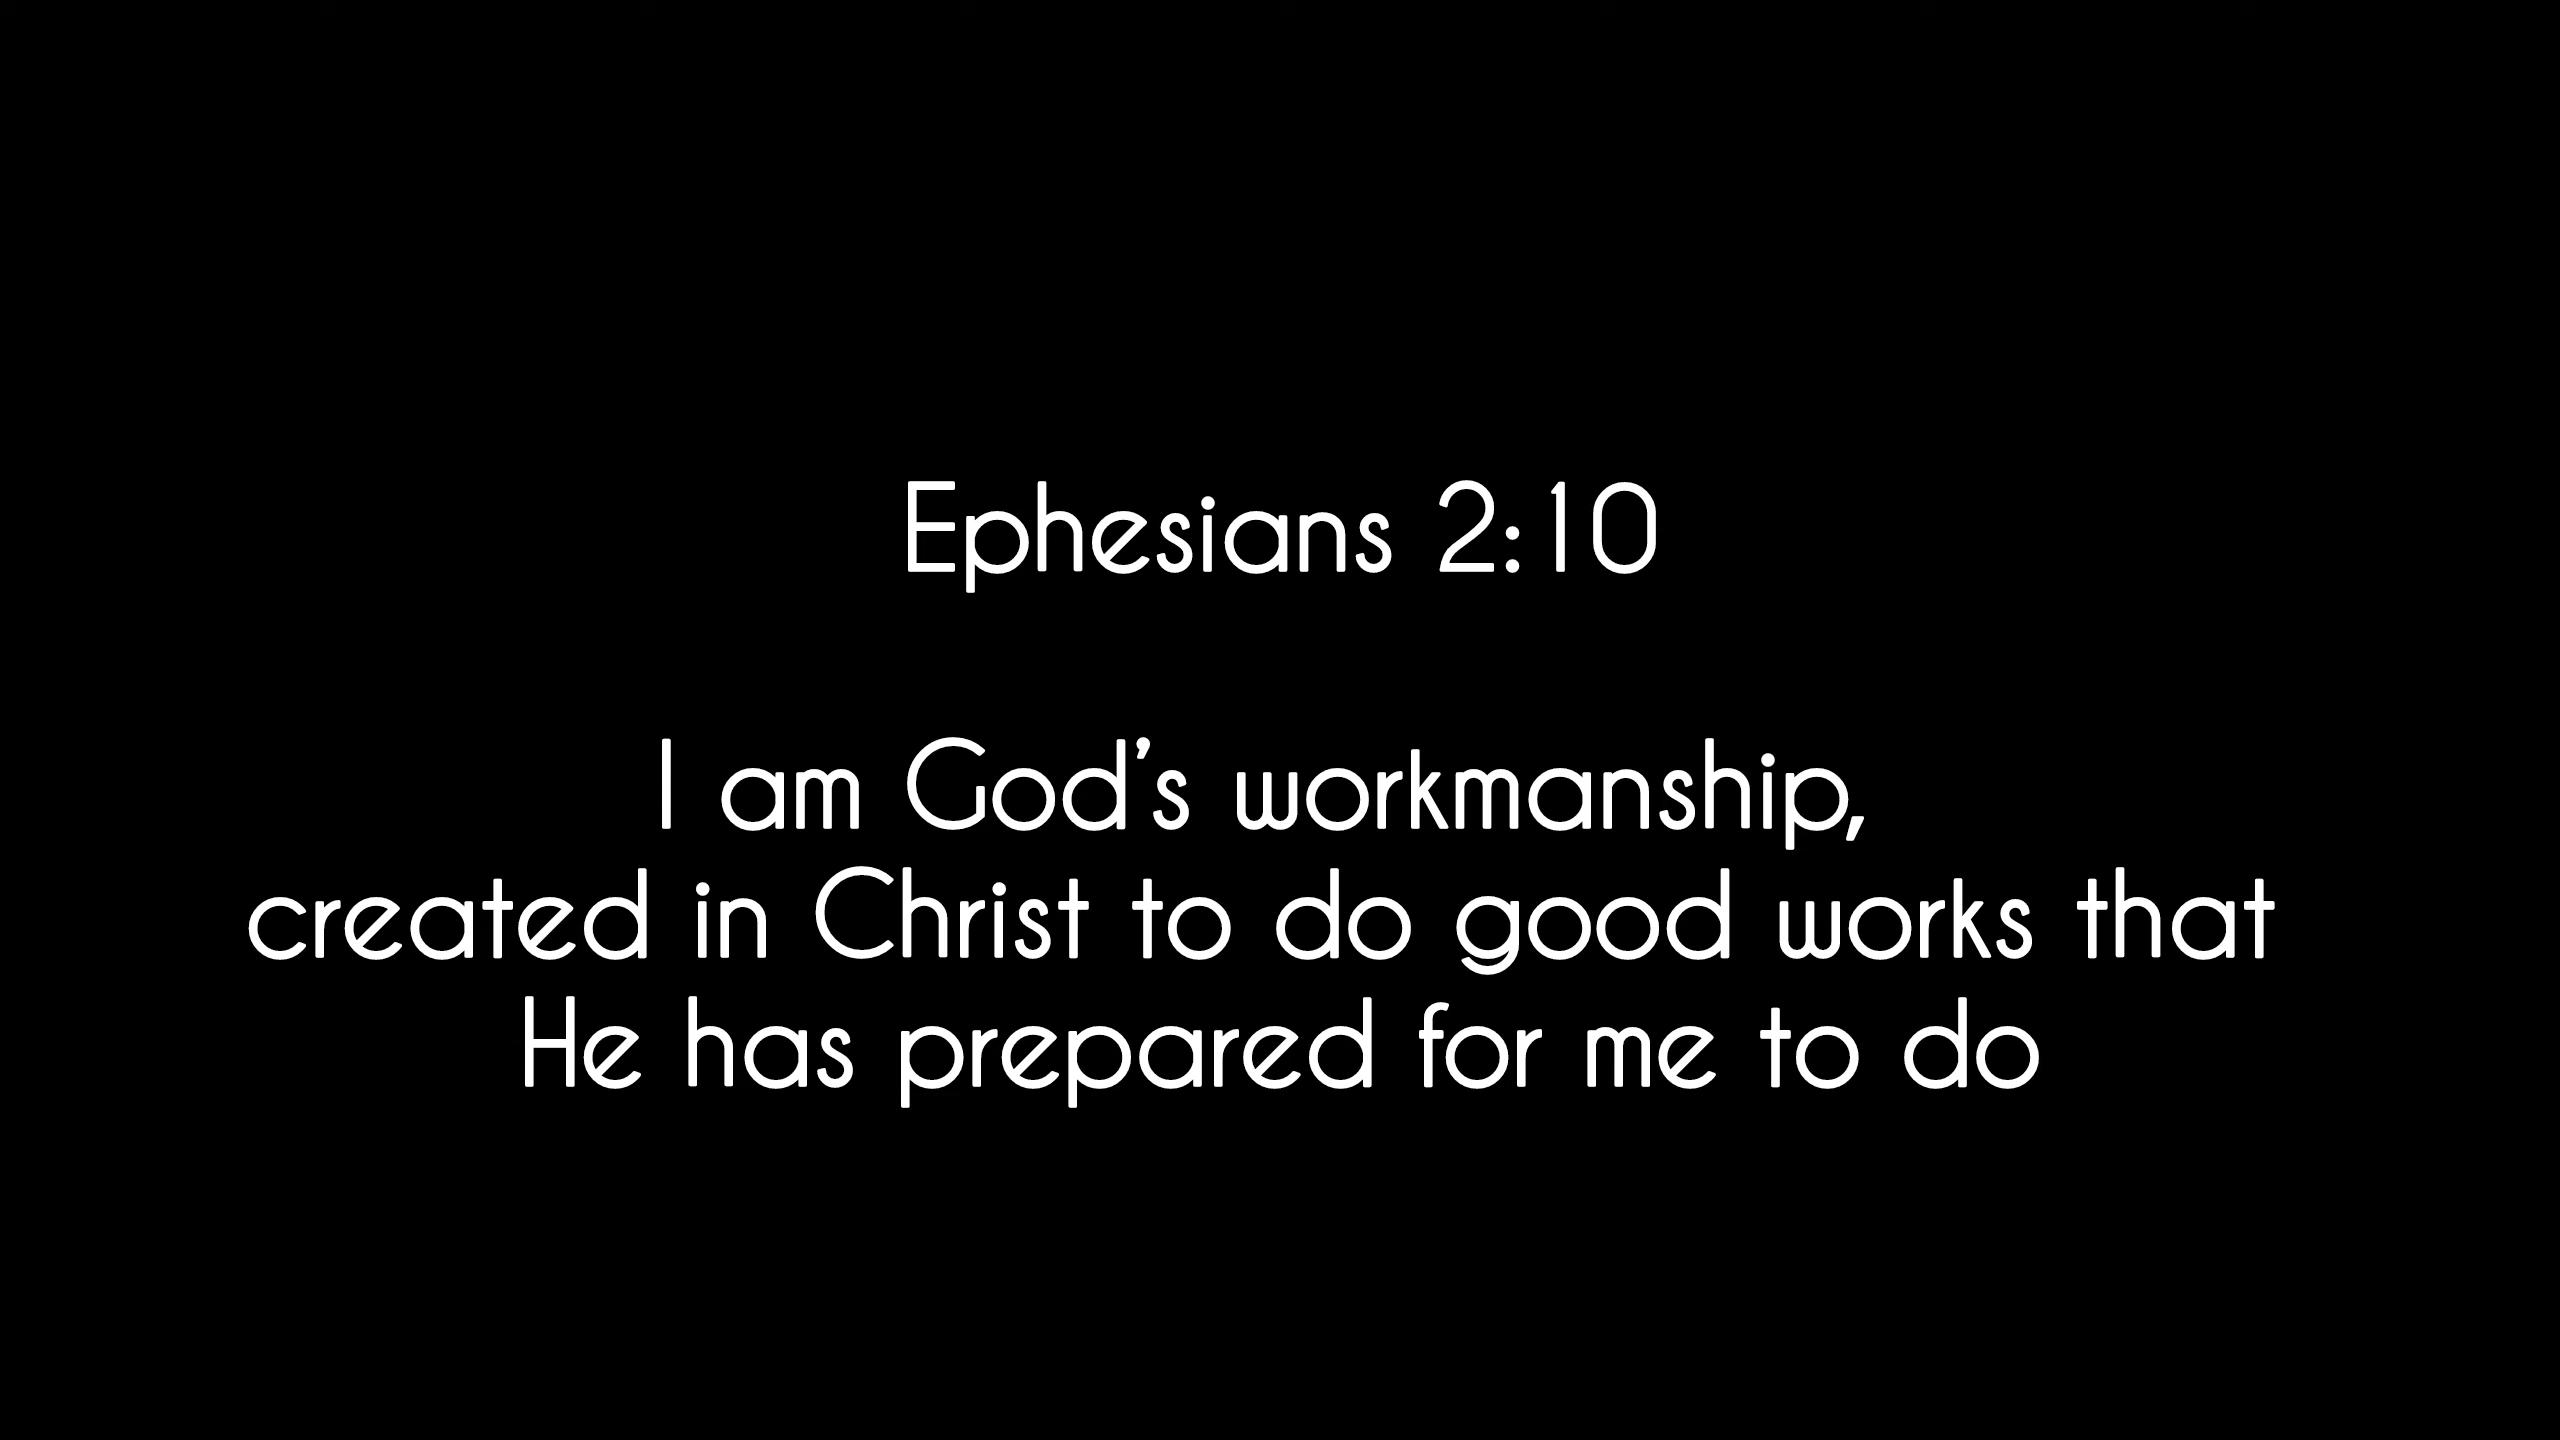 Ephesians 2:10
I am God’s workmanship,
created in Christ to do good works that
He has prepared for me to do